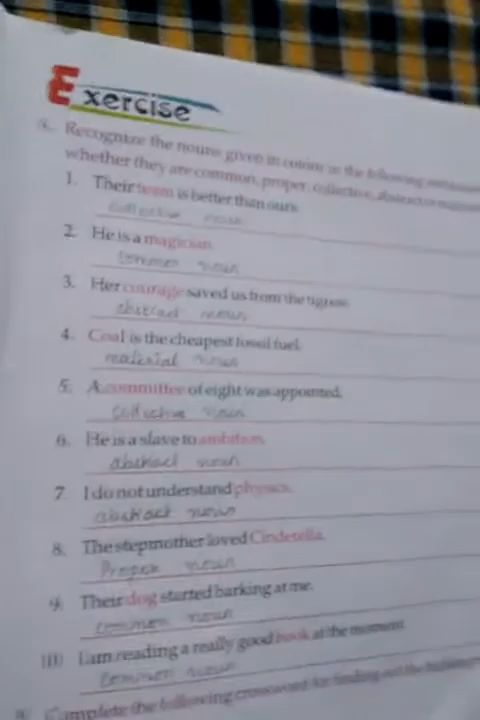 Exercise
A. Recognize the nouns given in colour in the following
whether they are common, proper, collective, abstract or
1. Their team is better than ours.
collective noun
2. He is a magician.
common noun
3. Her courage saved us from the tigress.
abstract noun
4. Coal is the cheapest fossil fuel.
material noun
5. A committee of eight was appointed.
collective noun
6. He is a slave to ambition.
abstract noun
7. I do not understand physics.
abstract noun
8. The stepmother loved Cinderella.
Proper noun
9. Their dog started barking at me.
common noun
10. I am reading a really good book at the moment.
common noun
Complete the following crossword for finding out the